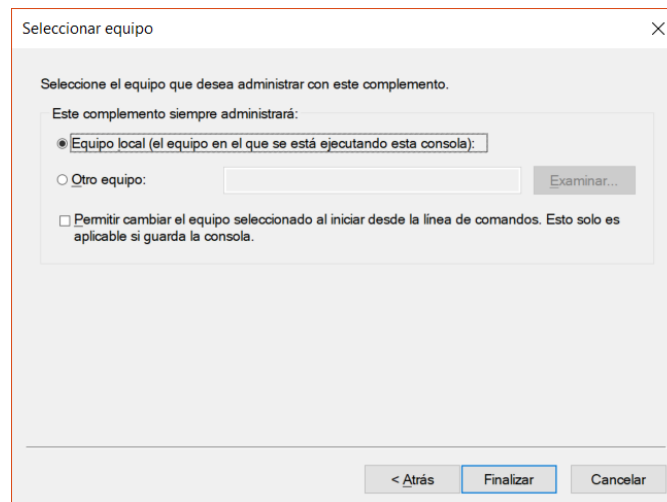 Seleccionar equipo
Seleccione el equipo que desea administrar con este complemento.
Este complemento siempre administrará:
Equipo local (el equipo en el que se está ejecutando esta consola):
Otro equipo:
Examinar...
Permitir cambiar el equipo seleccionado al iniciar desde la línea de comandos. Esto solo es
aplicable si guarda la consola.
< Atrás
Finalizar
Cancelar